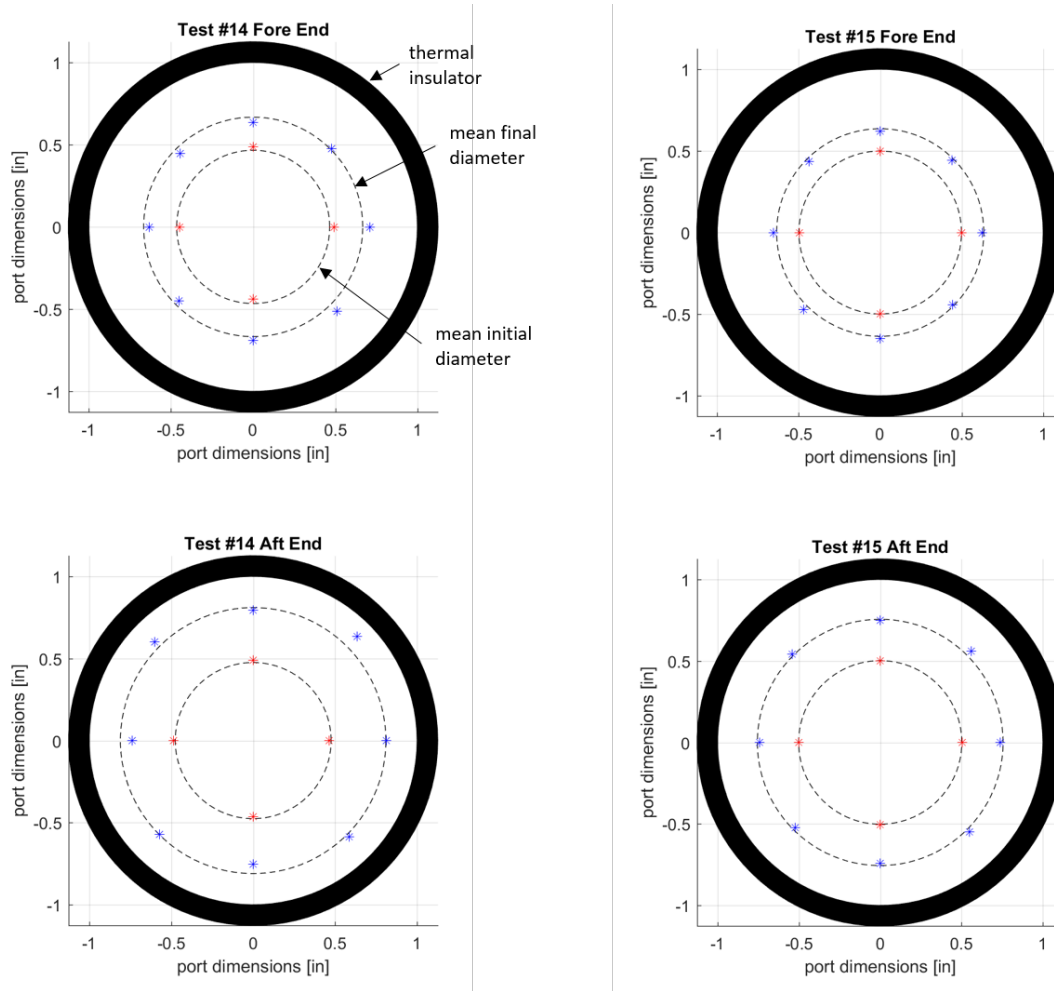 Test #14 Fore End
thermal
insulator
mean final
diameter
mean initial
diameter
port dimensions [in]
1
0.5
0
-0.5
-1
-1
-0.5
0
0.5
1
port dimensions [in]
Test #15 Fore End
port dimensions [in]
1
0.5
0
-0.5
-1
-1
-0.5
0
0.5
1
port dimensions [in]
Test #14 Aft End
port dimensions [in]
1
0.5
0
-0.5
-1
-1
-0.5
0
0.5
1
port dimensions [in]
Test #15 Aft End
port dimensions [in]
1
0.5
0
-0.5
-1
-1
-0.5
0
0.5
1
port dimensions [in]